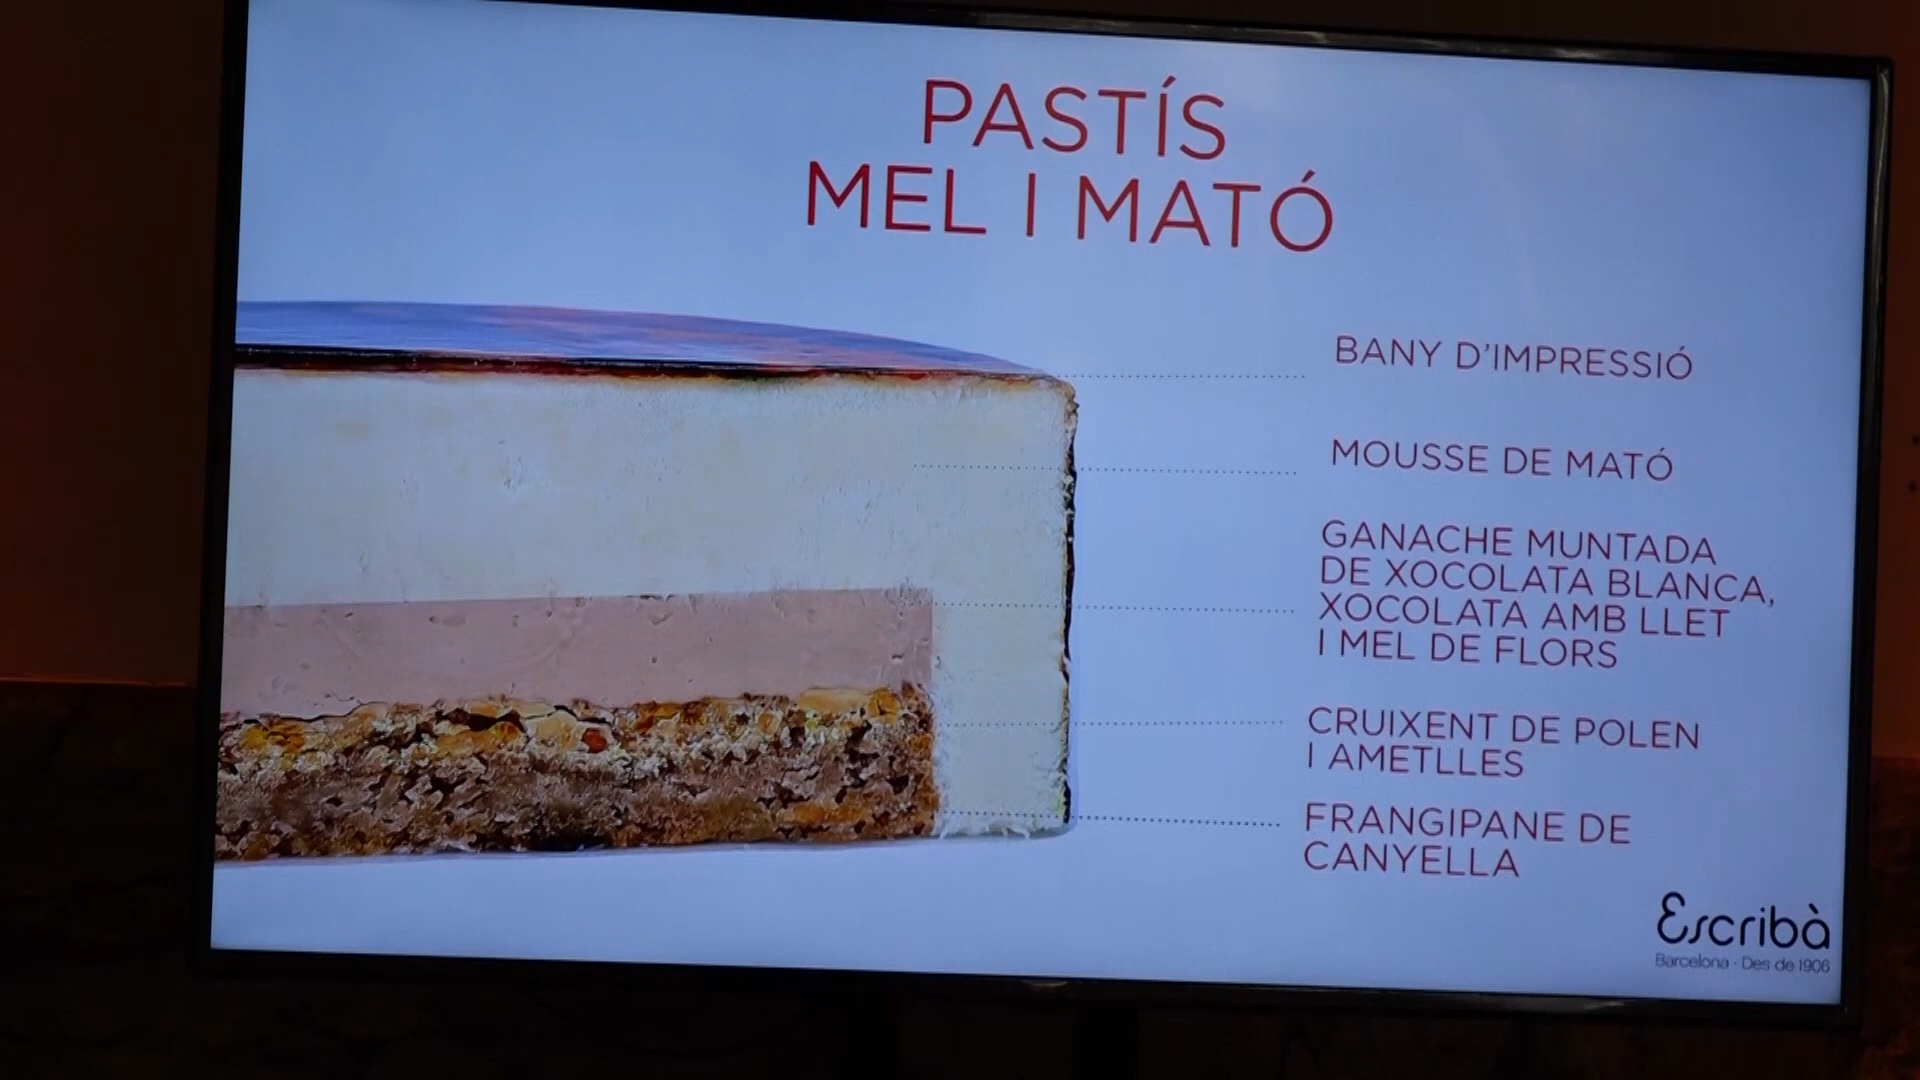 PASTÍS
MEL I MATÓ
BANY D'IMPRESSIÓ
MOUSSE DE MATÓ
GANACHE MUNTADA
DE XOCOLATA BLANCA,
XOCOLATA AMB LLET
I MEL DE FLORS
CRUIXENT DE POLEN
I AMETLLES
FRANGIPANE DE
CANYELLA
Escribà
Barcelona · Des de 1906